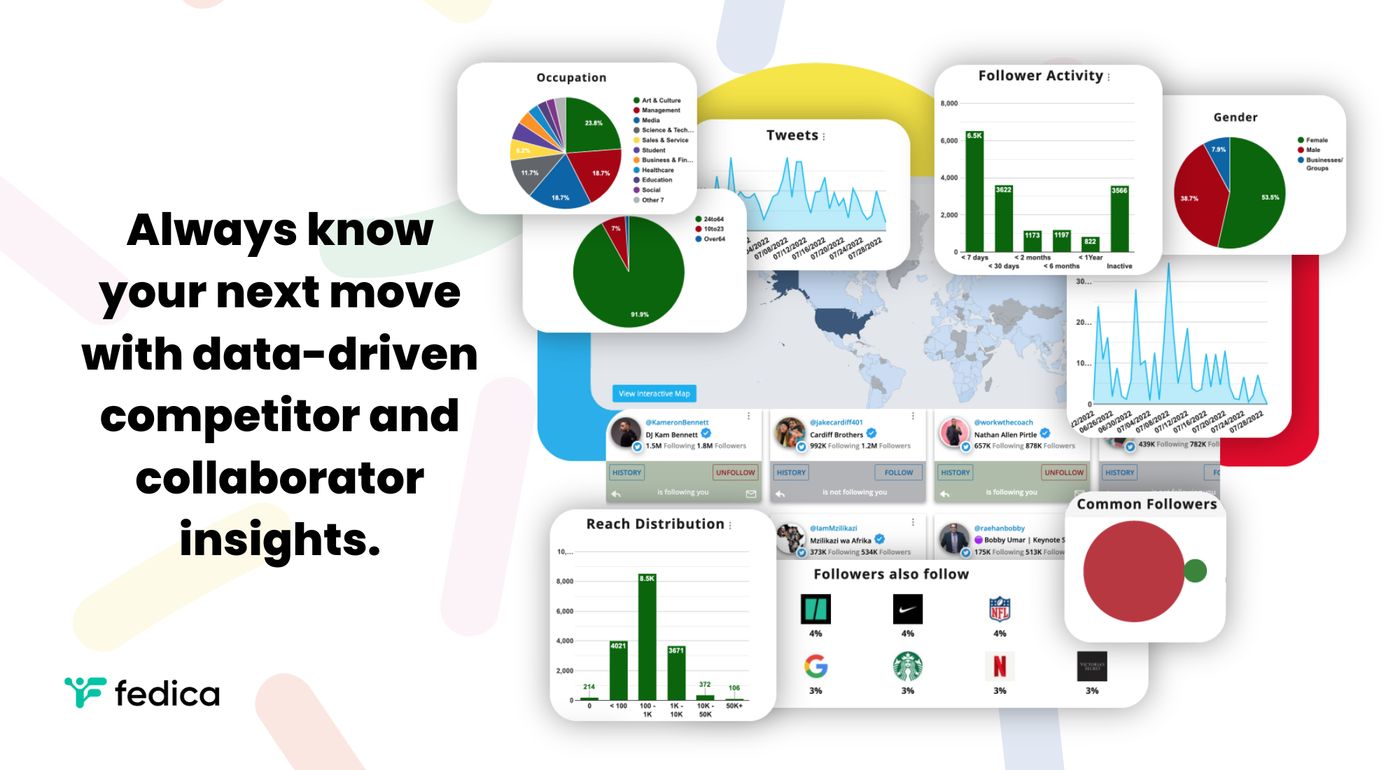 Always know
your next move
with data-driven
competitor and
collaborator
insights.
fedica
Occupation
23.8%
18.7%
18.7%
11.7%
8.2%
Art & Culture
Management
Media
Science & Tech...
Sales & Service
Student
Business & Fin...
Healthcare
Education
Social
Other 7
7%
91.9%
24to64
10to23
Over64
Tweets
07/08/2022
07/12/2022
07/16/2022
07/20/2022
07/24/2022
07/28/2022
Follower Activity
8,000
6,000
4,000
2,000
0
6.5K
3622
1173
1197
822
3566
< 7 days
< 2 months
< 1Year
< 30 days
< 6 months
Inactive
Gender
7.9%
38.7%
53.5%
Female
Male
Businesses/
Groups
30...
20...
10...
0
06/26/2022
06/30/2022
07/04/2022
07/08/2022
07/12/2022
07/16/2022
07/20/2022
07/24/2022
07/28/2022
View Interactive Map
@KameronBennett
DJ Kam Bennett
1.5M Following 1.8M Followers
HISTORY
UNFOLLOW
is following you
@jakecardiff401
Cardiff Brothers
992K Following 1.2M Followers
HISTORY
FOLLOW
is not following you
@workwthecoach
Nathan Allen Pirtle
657K Following 878K Followers
HISTORY
UNFOLLOW
is following you
439K Following 782K
HISTORY
@IamMzilikazi
Mzilikazi wa Afrika
373K Following 534K Followers
@raehanbobby
Bobby Umar | Keynote S
175K Following 513K
Reach Distribution
10,...
8,000
6,000
4,000
2,000
0
214
4021
8.5K
3671
372
106
0
< 100
100 -
1K
1K -
10K
10K -
50K
50K+
Followers also follow
4%
4%
NFL
4%
G
3%
3%
N
3%
VICTORIA'S
SECRET
3%
Common Followers